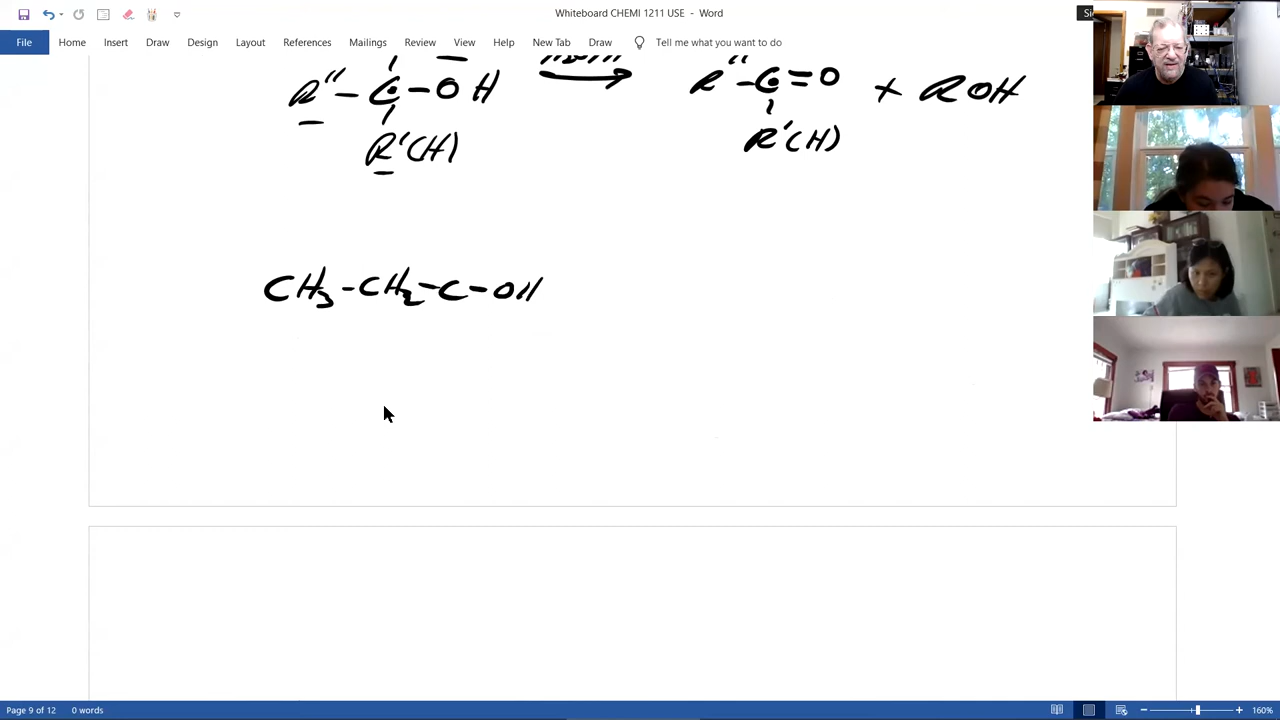 Whiteboard CHEMI 1211 USE - Word
File Home Insert Draw Design Layout References Mailings Review View Help New Tab Draw Tell me what you want to do
R'' – C – OH → R'' – C = O + ROH
R'(H) R'(H)
CH₃ – CH₂ – C – OH
Page 9 of 12 0 words 160%